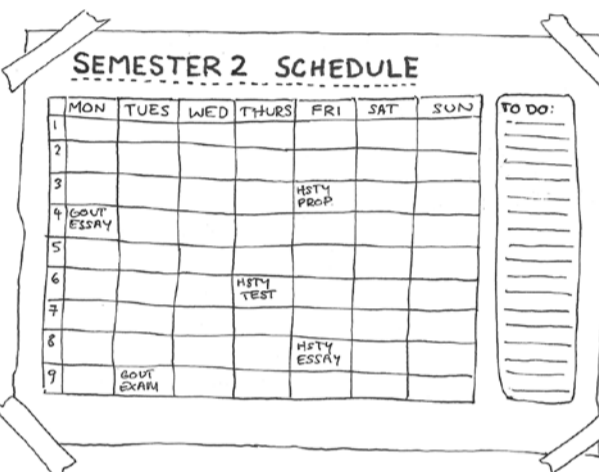 SEMESTER 2 SCHEDULE
MON TUES WED THURS FRI SAT SUN
TO DO:
1
2
3
HSTY
PROP.
4
GOVT
ESSAY
5
6
HSTY
TEST
7
8
HSTY
ESSAY
9
GOVT
EXAM